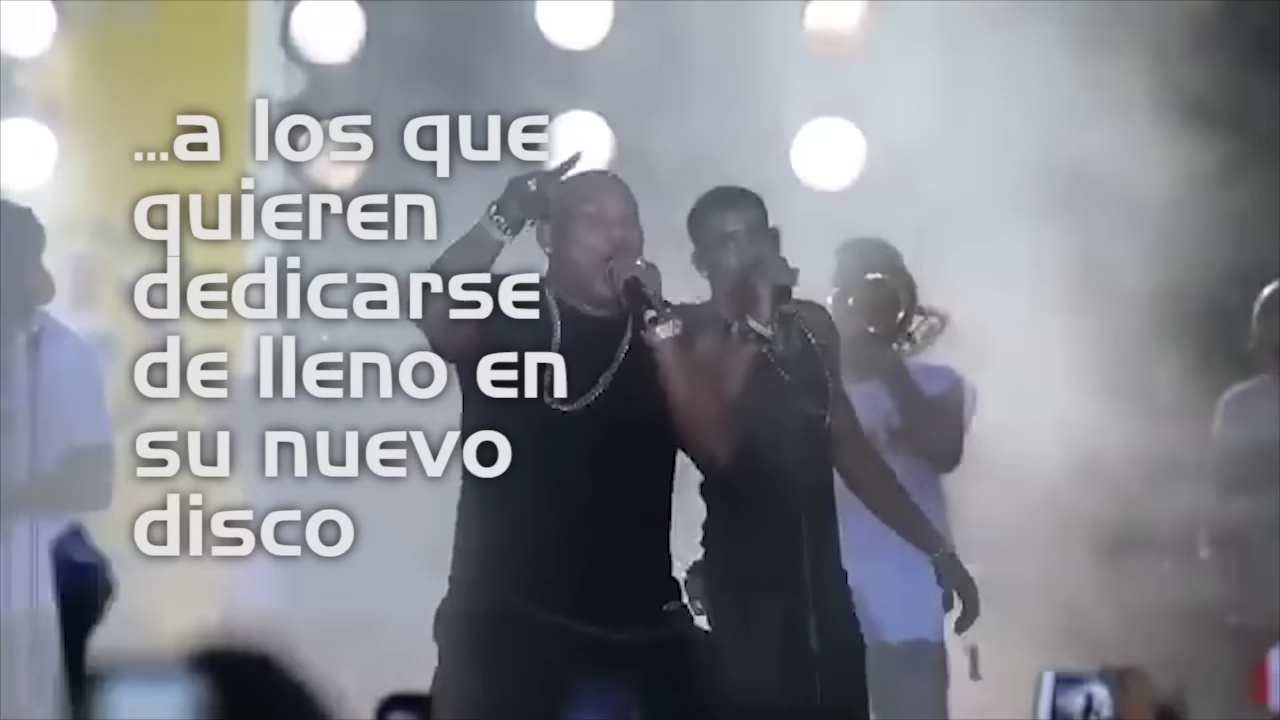 ...a los que
quieren
dedicarse
de lleno en
su nuevo
disco